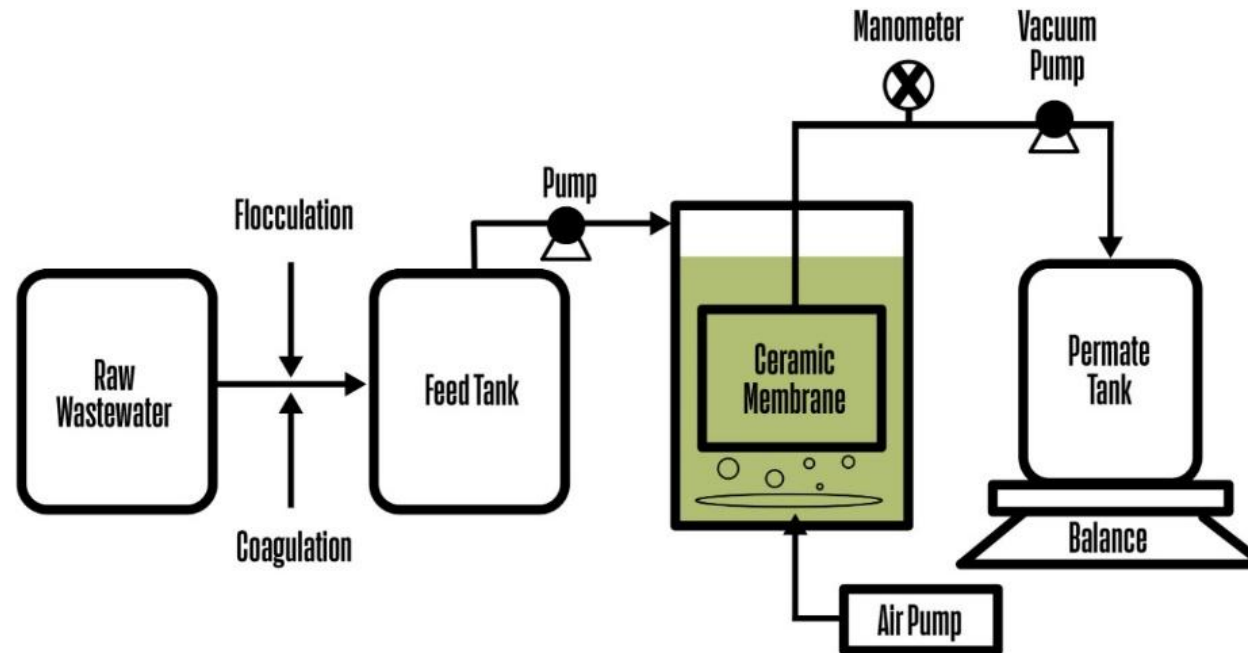 Manometer
Vacuum
Pump
Pump
Flocculation
Raw
Wastewater
Feed Tank
Ceramic
Membrane
Permate
Tank
Coagulation
Balance
Air Pump